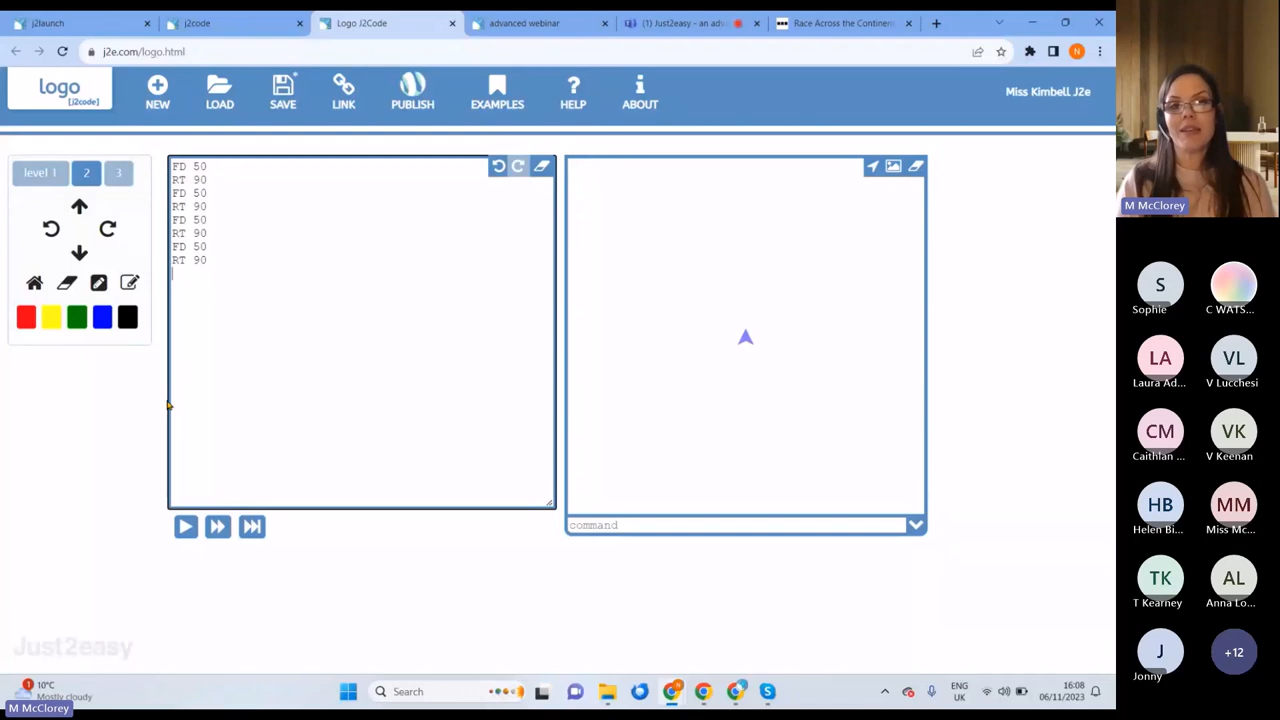 j2launch
j2code
Logo J2Code
advanced webinar
(1) Just2easy - an adv
Race Across the Continen
j2e.com/logo.html
N
logo
[j2code]
NEW
LOAD
SAVE
LINK
PUBLISH
EXAMPLES
HELP
ABOUT
Miss Kimbell J2e
level 1
2
3
FD 50
RT 90
FD 50
RT 90
FD 50
RT 90
FD 50
RT 90
command
Just2easy
1
10°C
Mostly cloudy
Search
ENG
UK
16:08
06/11/2023
M McClorey
M McClorey
S
Sophie
C WATS...
LA
Laura Ad...
VL
V Lucchesi
CM
Caithlan ...
VK
V Keenan
HB
Helen Bi...
MM
Miss Mc...
TK
T Kearney
AL
Anna Lo...
J
Jonny
+12